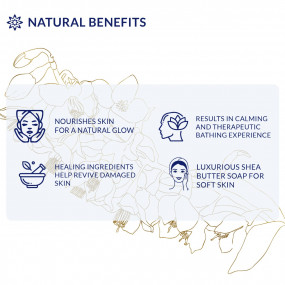 NATURAL BENEFITS
NOURISHES SKIN
FOR A NATURAL GLOW
RESULTS IN CALMING
AND THERAPEUTIC
BATHING EXPERIENCE
HEALING INGREDIENTS
HELP REVIVE DAMAGED
SKIN
LUXURIOUS SHEA
BUTTER SOAP FOR
SOFT SKIN